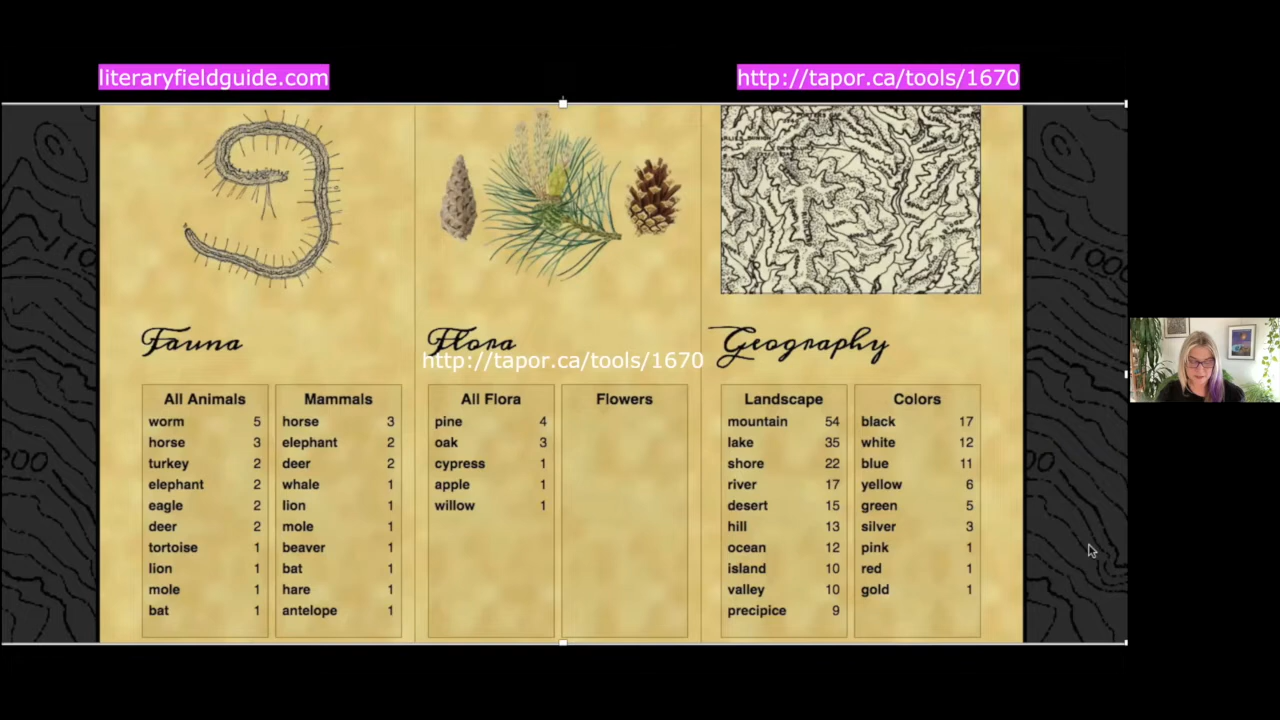 literaryfieldguide.com
http://tapor.ca/tools/1670
1100
1000
200
00
Fauna
Flora
Geography
http://tapor.ca/tools/1670
All Animals
worm 5
horse 3
turkey 2
elephant 2
eagle 2
deer 2
tortoise 1
lion 1
mole 1
bat 1
Mammals
horse 3
elephant 2
deer 2
whale 1
lion 1
mole 1
beaver 1
bat 1
hare 1
antelope 1
All Flora
pine 4
oak 3
cypress 1
apple 1
willow 1
Flowers
Landscape
mountain 54
lake 35
shore 22
river 17
desert 15
hill 13
ocean 12
island 10
valley 10
precipice 9
Colors
black 17
white 12
blue 11
yellow 6
green 5
silver 3
pink 1
red 1
gold 1